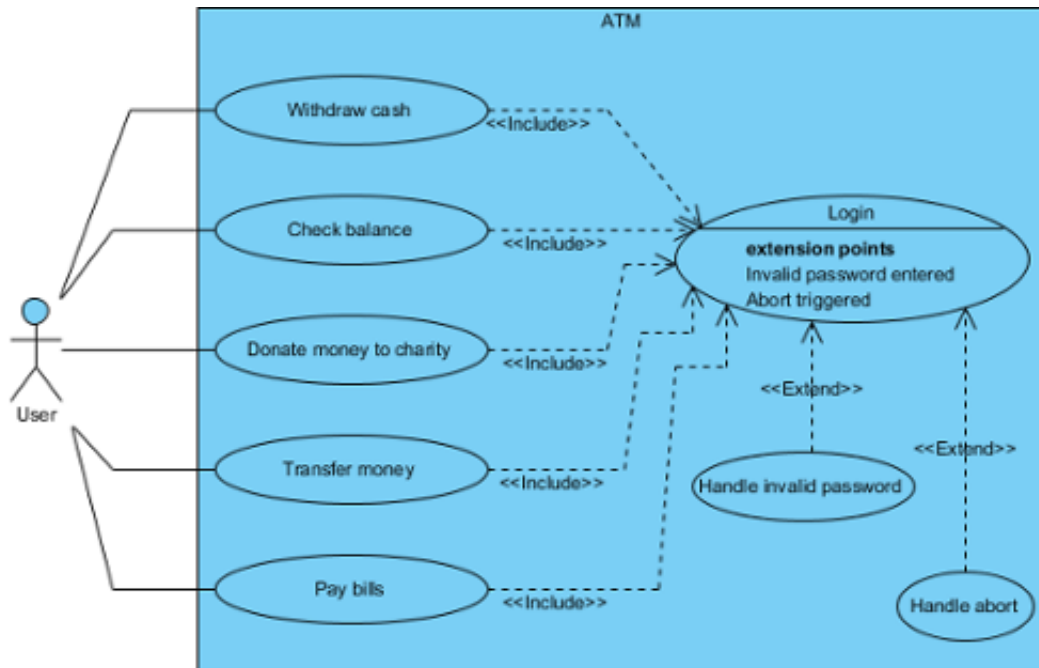 ATM
Withdraw cash
<<Include>>
Login
Check balance
<<Include>>
extension points
Invalid password entered
Abort triggered
Donate money to charity
<<Include>>
<<Extend>>
User
<<Extend>>
Transfer money
<<Include>>
Handle invalid password
Pay bills
<<Include>>
Handle abort